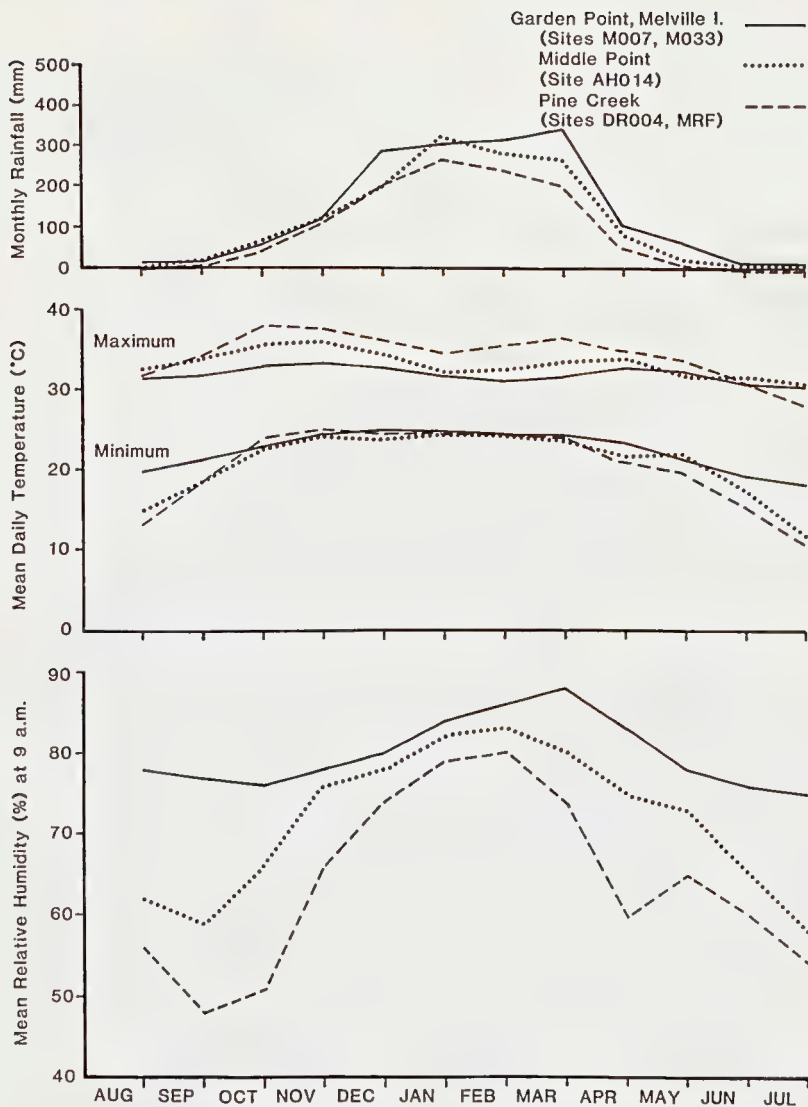 Garden Point, Melville I.
(Sites M007, M033)
Middle Point
(Site AH014)
Pine Creek
(Sites DR004, MRF)
Monthly Rainfall (mm)
500
400
300
200
100
0
Mean Daily Temperature (°C)
40
30
20
10
0
Maximum
Minimum
Mean Relative Humidity (%) at 9 a.m.
90
80
70
60
50
40
AUG SEP OCT NOV DEC JAN FEB MAR APR MAY JUN JUL